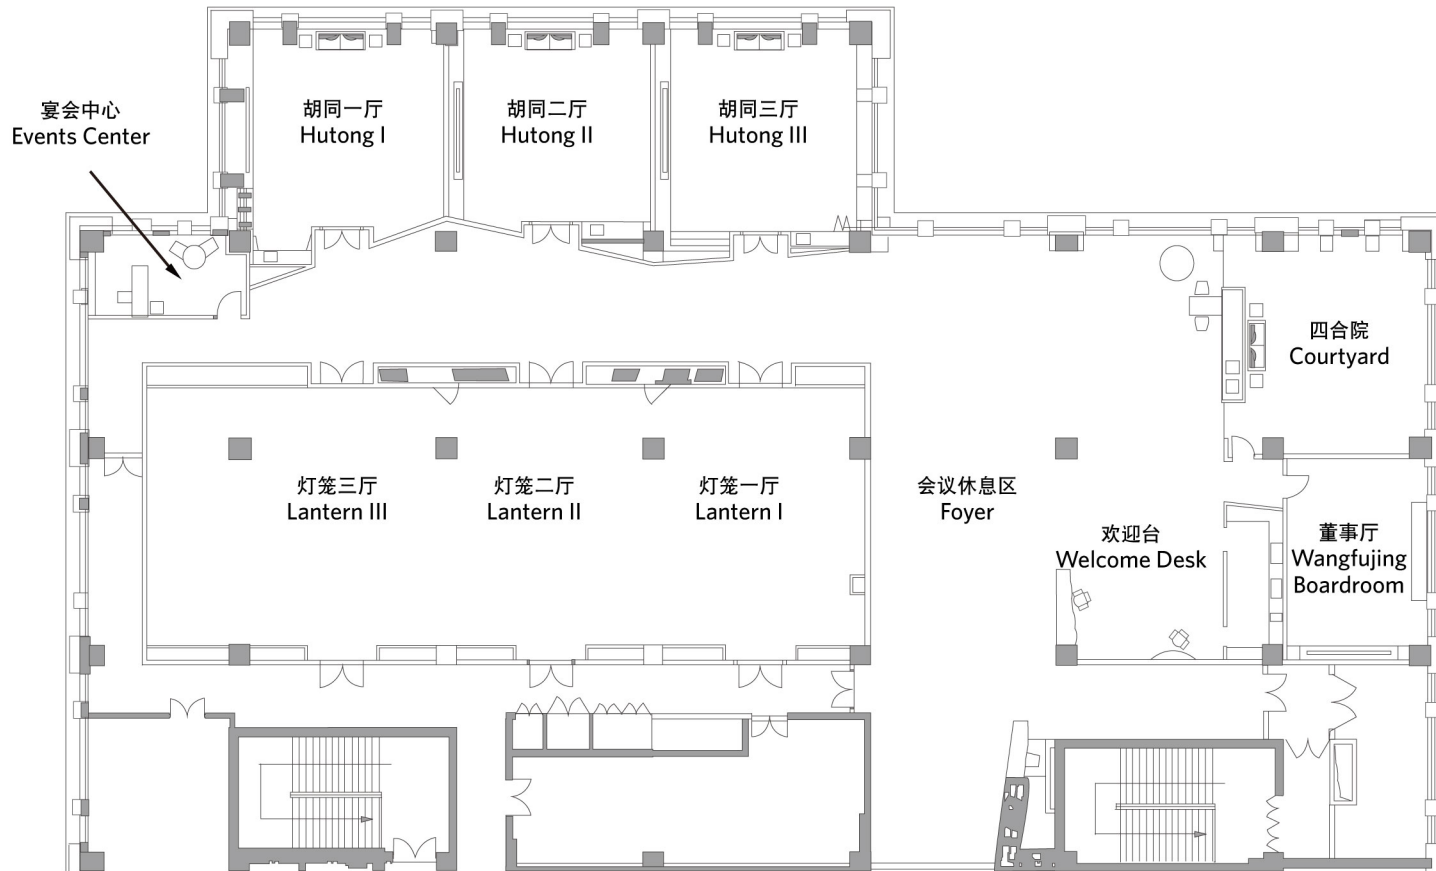 胡同一厅
Hutong I
胡同二厅
Hutong II
胡同三厅
Hutong III
宴会中心
Events Center
四合院
Courtyard
灯笼三厅
Lantern III
灯笼二厅
Lantern II
灯笼一厅
Lantern I
会议休息区
Foyer
欢迎台
Welcome Desk
董事厅
Wangfujing
Boardroom